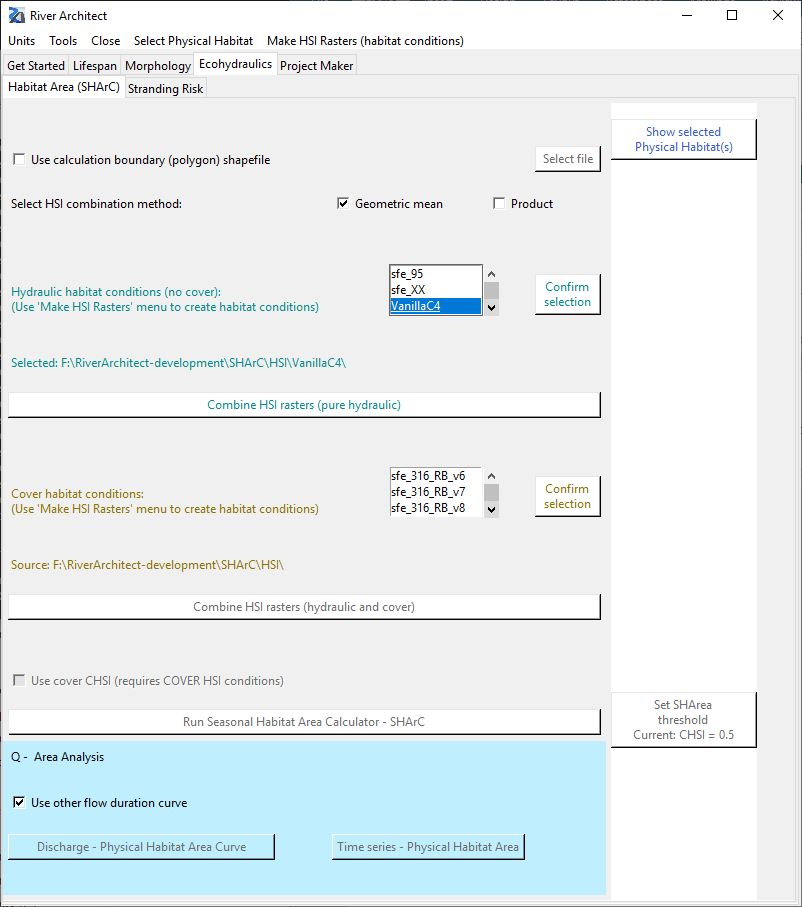 River Architect
Units Tools Close Select Physical Habitat Make HSI Rasters (habitat conditions)
Get Started Lifespan Morphology Ecohydraulics Project Maker
Habitat Area (SHArC) Stranding Risk
Show selected
Physical Habitat(s)
Use calculation boundary (polygon) shapefile Select file
Select HSI combination method: Geometric mean Product
sfe_95
sfe_XX
VanillaC4
Hydraulic habitat conditions (no cover):
(Use 'Make HSI Rasters' menu to create habitat conditions)
Confirm
selection
Selected: F:\RiverArchitect-development\SHArC\HSI\VanillaC4\
Combine HSI rasters (pure hydraulic)
sfe_316_RB_v6
sfe_316_RB_v7
sfe_316_RB_v8
Cover habitat conditions:
(Use 'Make HSI Rasters' menu to create habitat conditions)
Confirm
selection
Source: F:\RiverArchitect-development\SHArC\HSI\
Combine HSI rasters (hydraulic and cover)
Use cover CHSI (requires COVER HSI conditions)
Run Seasonal Habitat Area Calculator - SHArC
Set SHArea
threshold
Current: CHSI = 0.5
Q - Area Analysis
Use other flow duration curve
Discharge - Physical Habitat Area Curve Time series - Physical Habitat Area